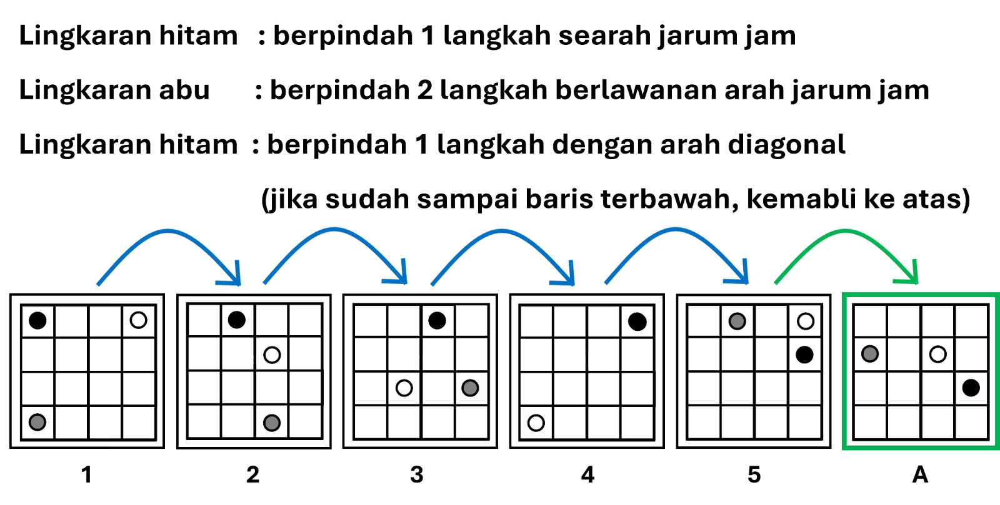 Lingkaran hitam : berpindah 1 langkah searah jarum jam
Lingkaran abu : berpindah 2 langkah berlawanan arah jarum jam
Lingkaran hitam : berpindah 1 langkah dengan arah diagonal
(jika sudah sampai baris terbawah, kemabli ke atas)
1 2 3 4 5 A